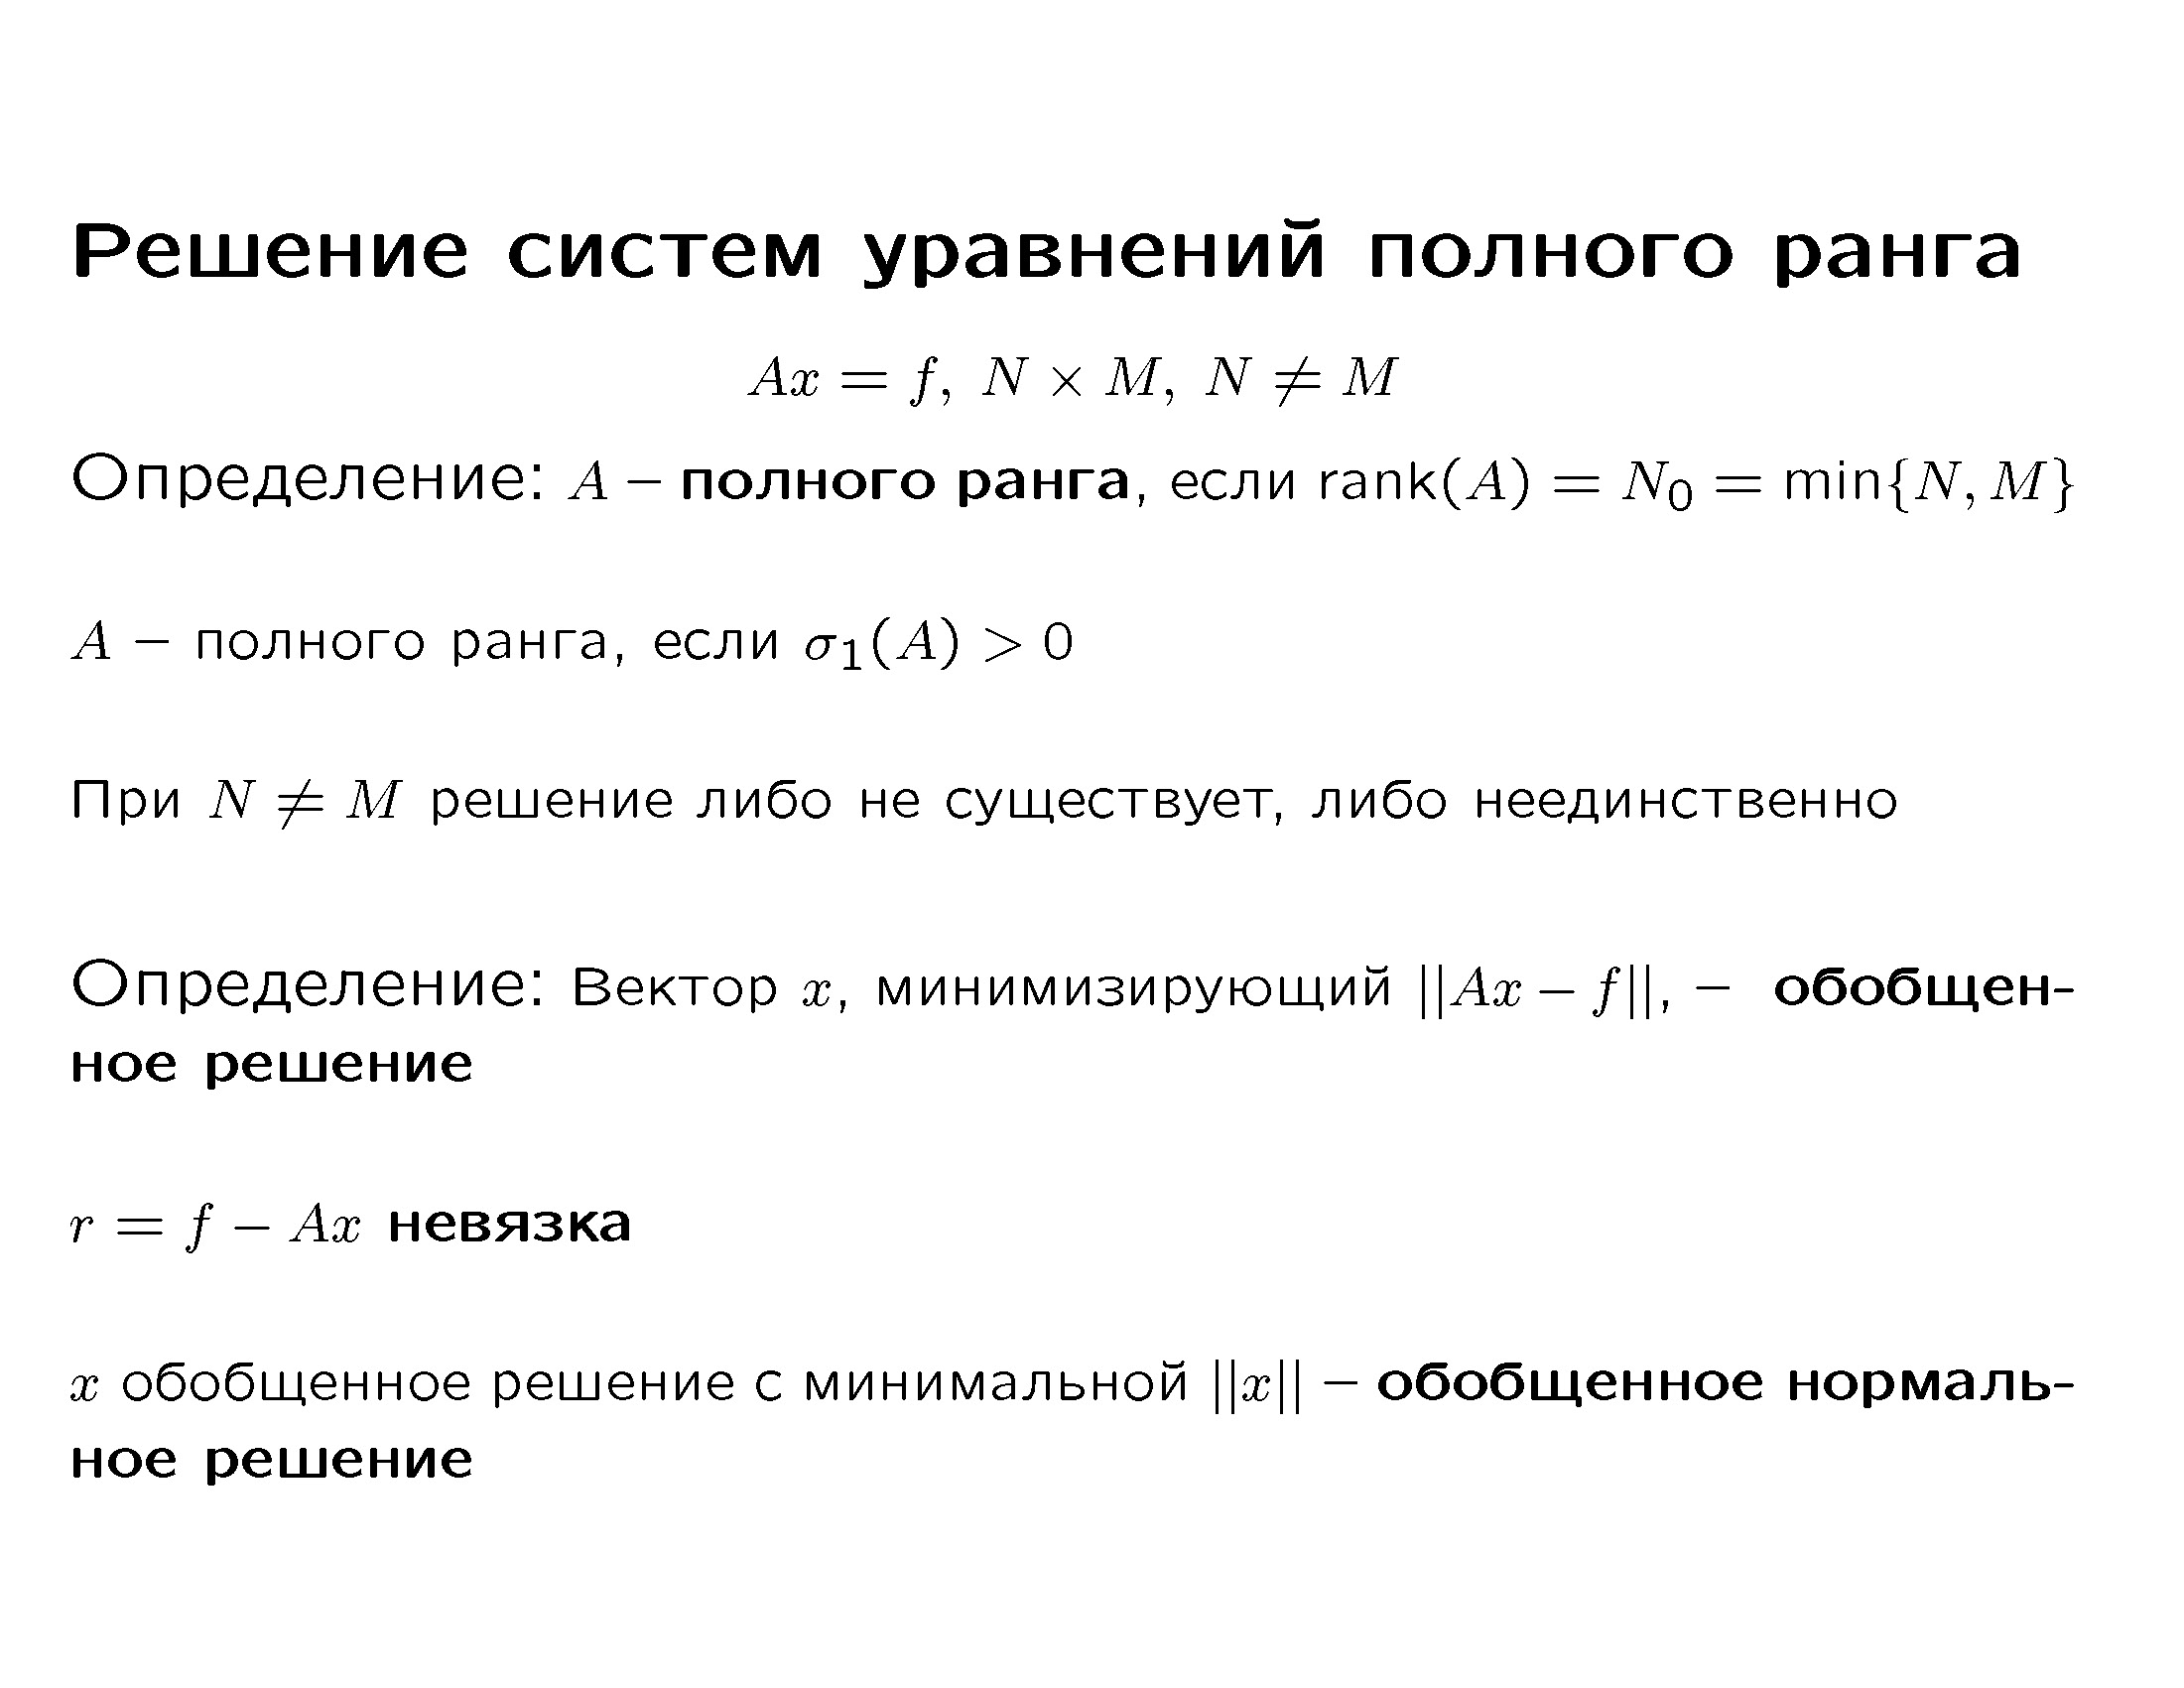 Решение систем уравнений полного ранга
Ax = f, N × M, N ≠ M
Определение: A – полного ранга, если rank(A) = N₀ = min{N, M}
A – полного ранга, если σ₁(A) > 0
При N ≠ M решение либо не существует, либо неединственно
Определение: Вектор x, минимизирующий ||Ax − f||, – обобщен-
ное решение
r = f − Ax невязка
x обобщенное решение с минимальной ||x|| – обобщенное нормаль-
ное решение